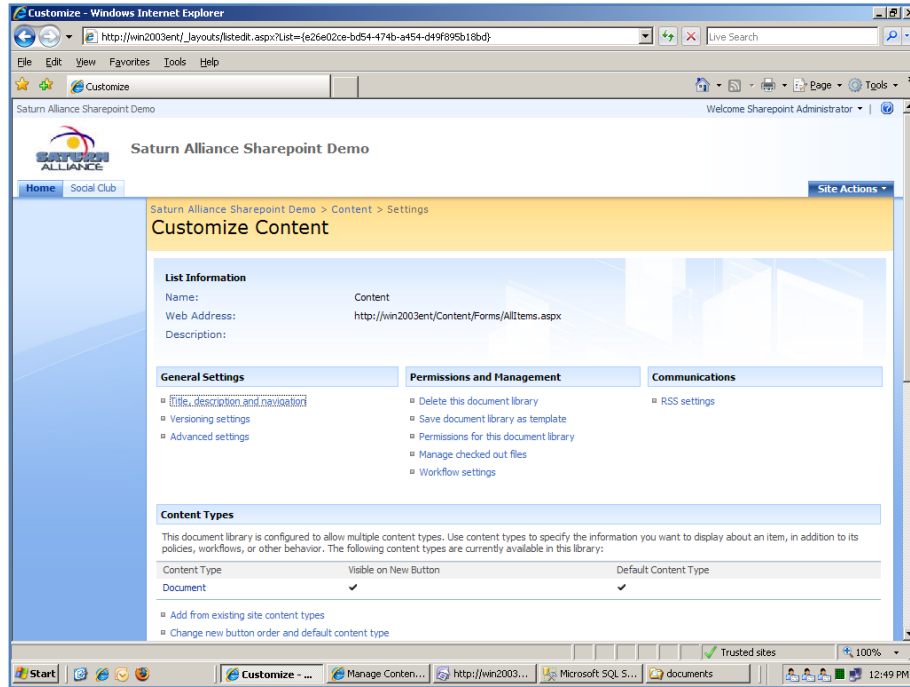 Customize - Windows Internet Explorer
http://win2003ent/_layouts/listedit.aspx?List={e26e02ce-bd54-474b-a454-d49f895b18bd}
Live Search
File Edit View Favorites Tools Help
Customize
Page Tools
Saturn Alliance Sharepoint Demo
Welcome Sharepoint Administrator
SATURN
ALLIANCE
Saturn Alliance Sharepoint Demo
Home Social Club
Site Actions
Saturn Alliance Sharepoint Demo > Content > Settings
Customize Content
List Information
Name: Content
Web Address: http://win2003ent/Content/Forms/AllItems.aspx
Description:
General Settings Permissions and Management Communications
Title, description and navigation Delete this document library RSS settings
Versioning settings Save document library as template
Advanced settings Permissions for this document library
Manage checked out files
Workflow settings
Content Types
This document library is configured to allow multiple content types. Use content types to specify the information you want to display about an item, in addition to its
policies, workflows, or other behavior. The following content types are currently available in this library:
Content Type Visible on New Button Default Content Type
Document
Add from existing site content types
Change new button order and default content type
Trusted sites 100%
Start Customize - ... Manage Conten... http://win2003... Microsoft SQL S... documents 12:49 PM